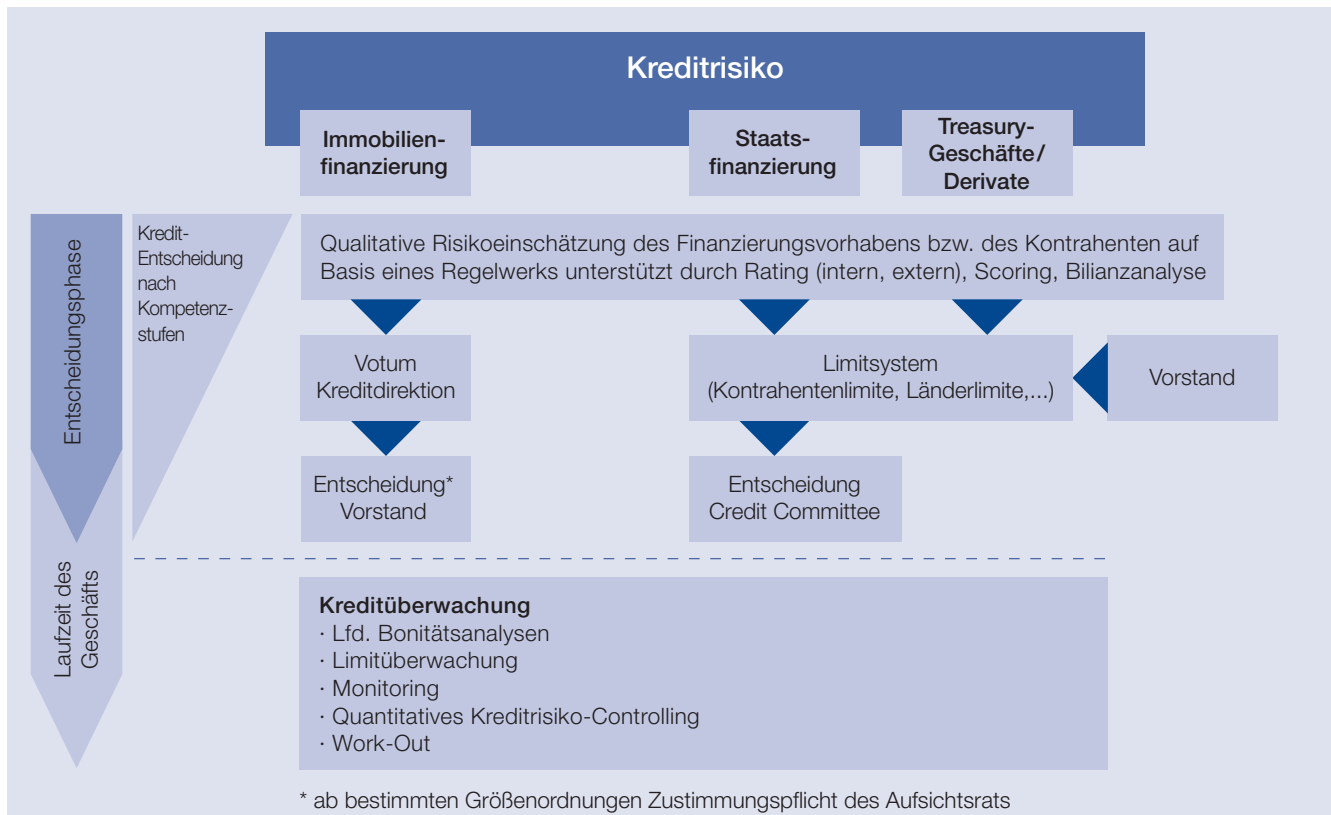 Kreditrisiko
Immobilien-
finanzierung
Staats-
finanzierung
Treasury-
Geschäfte/
Derivate
Entscheidungsphase
Kredit-
Entscheidung
nach
Kompetenz-
stufen
Qualitative Risikoeinschätzung des Finanzierungsvorhabens bzw. des Kontrahenten auf
Basis eines Regelwerks unterstützt durch Rating (intern, extern), Scoring, Bilianzanalyse
Votum
Kreditdirektion
Limitsystem
(Kontrahentenlimite, Länderlimite,...)
Vorstand
Entscheidung*
Vorstand
Entscheidung
Credit Committee
Laufzeit des
Geschäfts
Kreditüberwachung
· Lfd. Bonitätsanalysen
· Limitüberwachung
· Monitoring
· Quantitatives Kreditrisiko-Controlling
· Work-Out
* ab bestimmten Größenordnungen Zustimmungspflicht des Aufsichtsrats